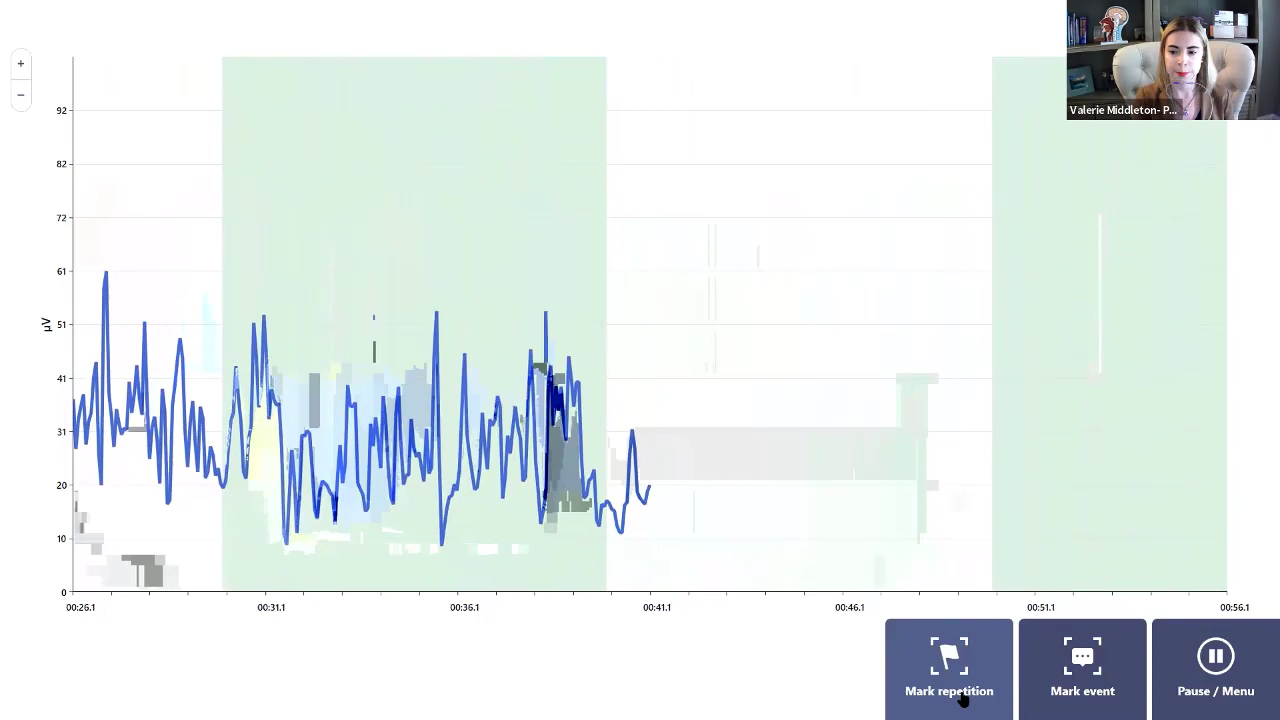 Valerie Middleton- P...
+
−
92
82
72
61
51
41
31
20
10
0
µV
00:26.1 00:31.1 00:36.1 00:41.1 00:46.1 00:51.1 00:56.1
Mark repetition
Mark event
Pause / Menu